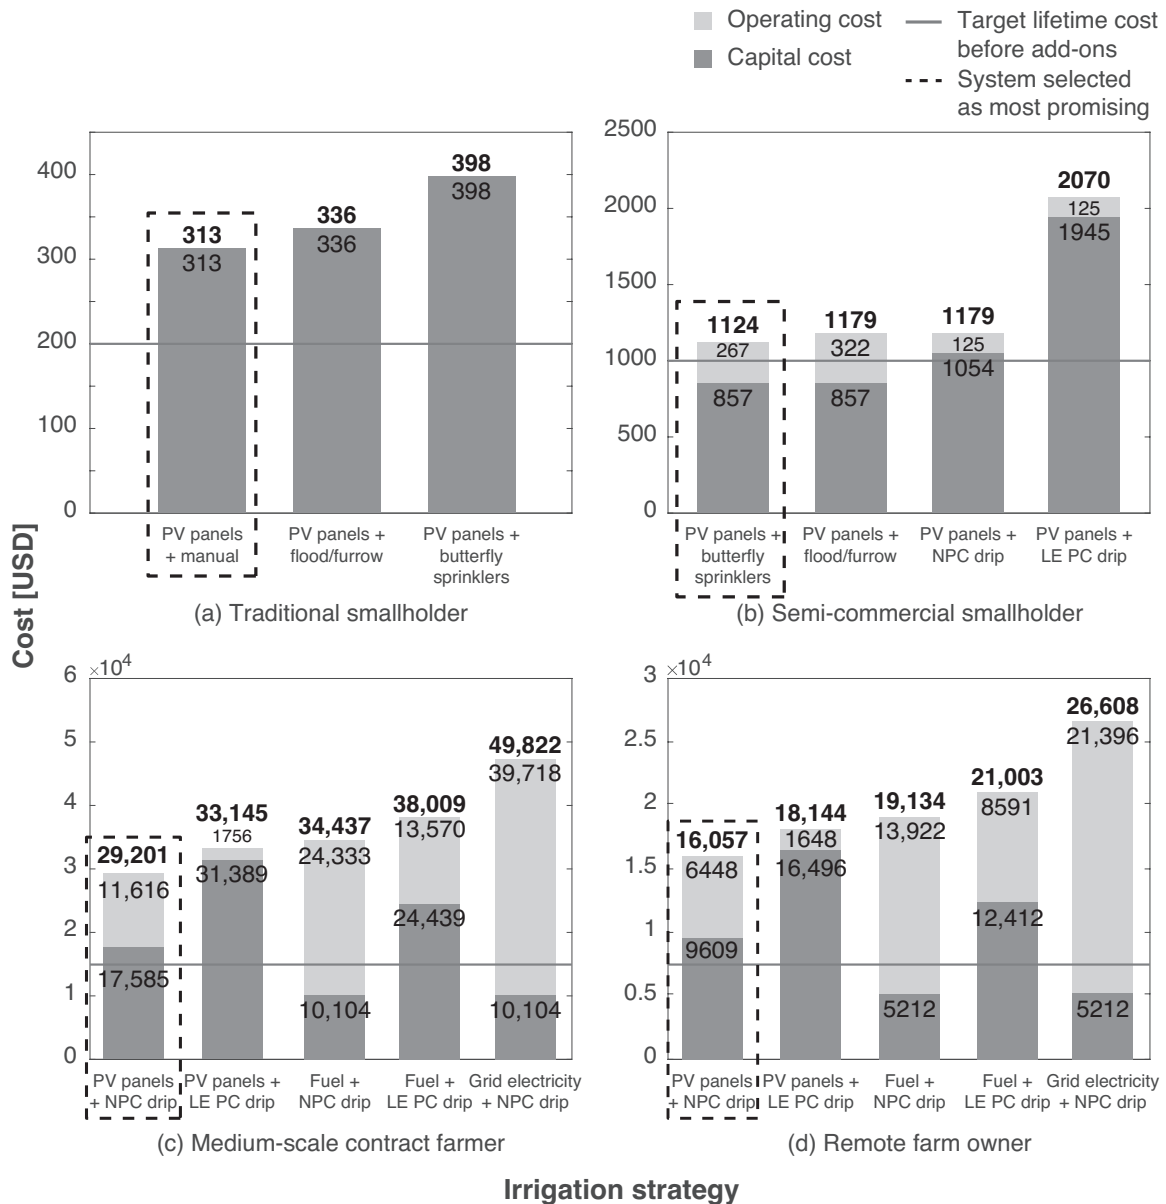 Operating cost
Capital cost
Target lifetime cost
before add-ons
System selected
as most promising
Cost [USD]
400
300
200
100
0
398
398
336
336
313
313
PV panels
+ manual
PV panels +
flood/furrow
PV panels +
butterfly
sprinklers
(a) Traditional smallholder
2500
2000
1500
1000
500
0
1124
267
857
1179
322
857
1179
125
1054
2070
125
1945
PV panels +
butterfly
sprinklers
PV panels +
flood/furrow
PV panels +
NPC drip
PV panels +
LE PC drip
(b) Semi-commercial smallholder
×10⁴
6
5
4
3
2
1
0
29,201
11,616
17,585
33,145
1756
31,389
34,437
24,333
10,104
38,009
13,570
24,439
49,822
39,718
10,104
PV panels
+ NPC drip
PV panels +
LE PC drip
Fuel +
NPC drip
Fuel +
LE PC drip
Grid electricity
+ NPC drip
(c) Medium-scale contract farmer
×10⁴
3
2.5
2
1.5
1
0.5
0
16,057
6448
9609
18,144
1648
16,496
19,134
13,922
5212
21,003
8591
12,412
26,608
21,396
5212
PV panels
+ NPC drip
PV panels +
LE PC drip
Fuel +
NPC drip
Fuel +
LE PC drip
Grid electricity
+ NPC drip
(d) Remote farm owner
Irrigation strategy